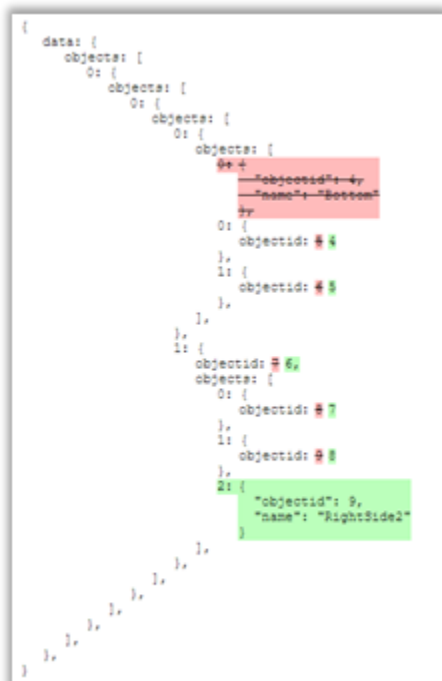 {
data: {
objects: [
0: {
objects: [
0: {
objects: [
0: {
objects: [
0: {
"objectid": 4,
"name": "Bottom"
},
0: {
objectid: 5 4
},
1: {
objectid: 6 5
},
],
},
1: {
objectid: 7 6,
objects: [
0: {
objectid: 8 7
},
1: {
objectid: 9 8
},
2: {
"objectid": 9,
"name": "RightSide2"
}
],
},
],
},
],
},
],
},
}